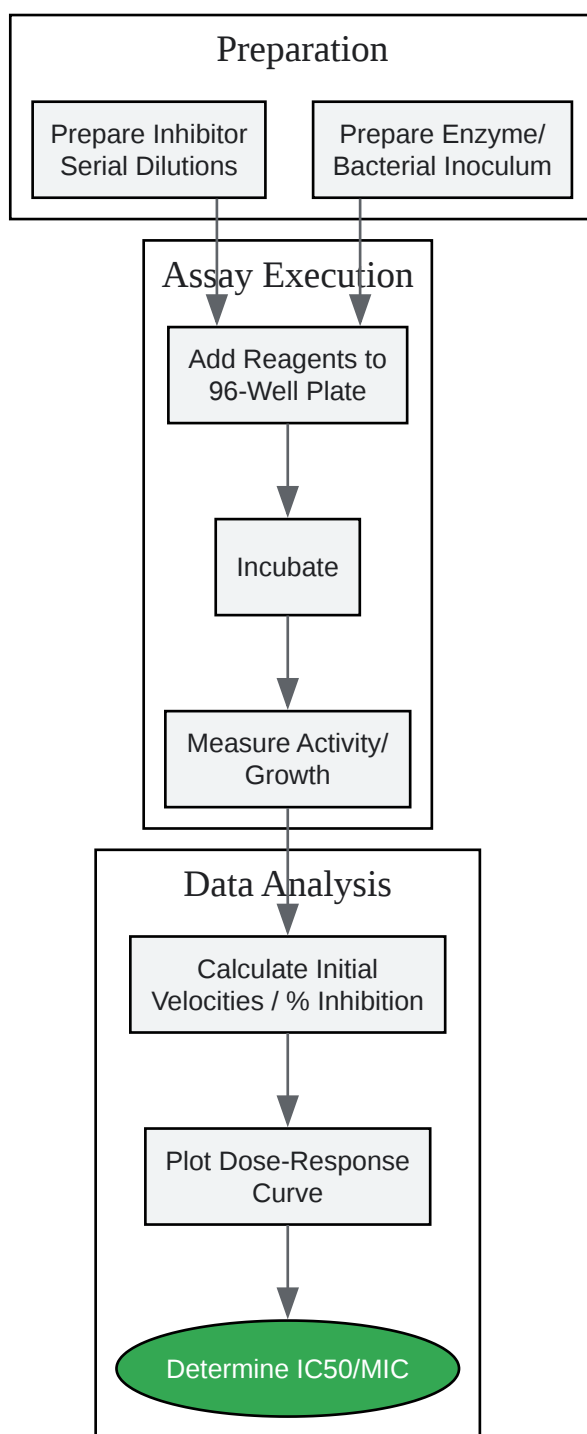 Preparation
Prepare Inhibitor
Serial Dilutions
Prepare Enzyme/
Bacterial Inoculum
Assay Execution
Add Reagents to
96-Well Plate
Incubate
Measure Activity/
Growth
Data Analysis
Calculate Initial
Velocities / % Inhibition
Plot Dose-Response
Curve
Determine IC50/MIC